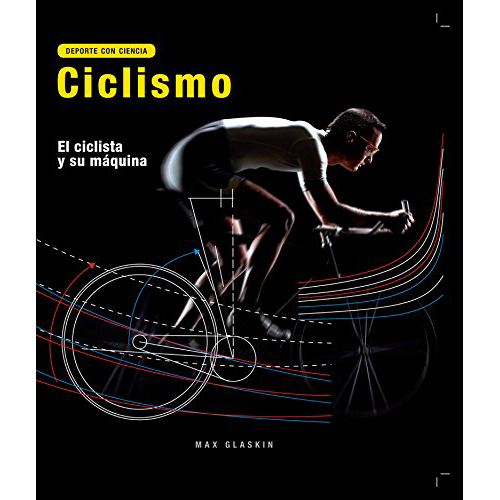 DEPORTE CON CIENCIA
Ciclismo
El ciclista
y su máquina
MAX GLASKIN